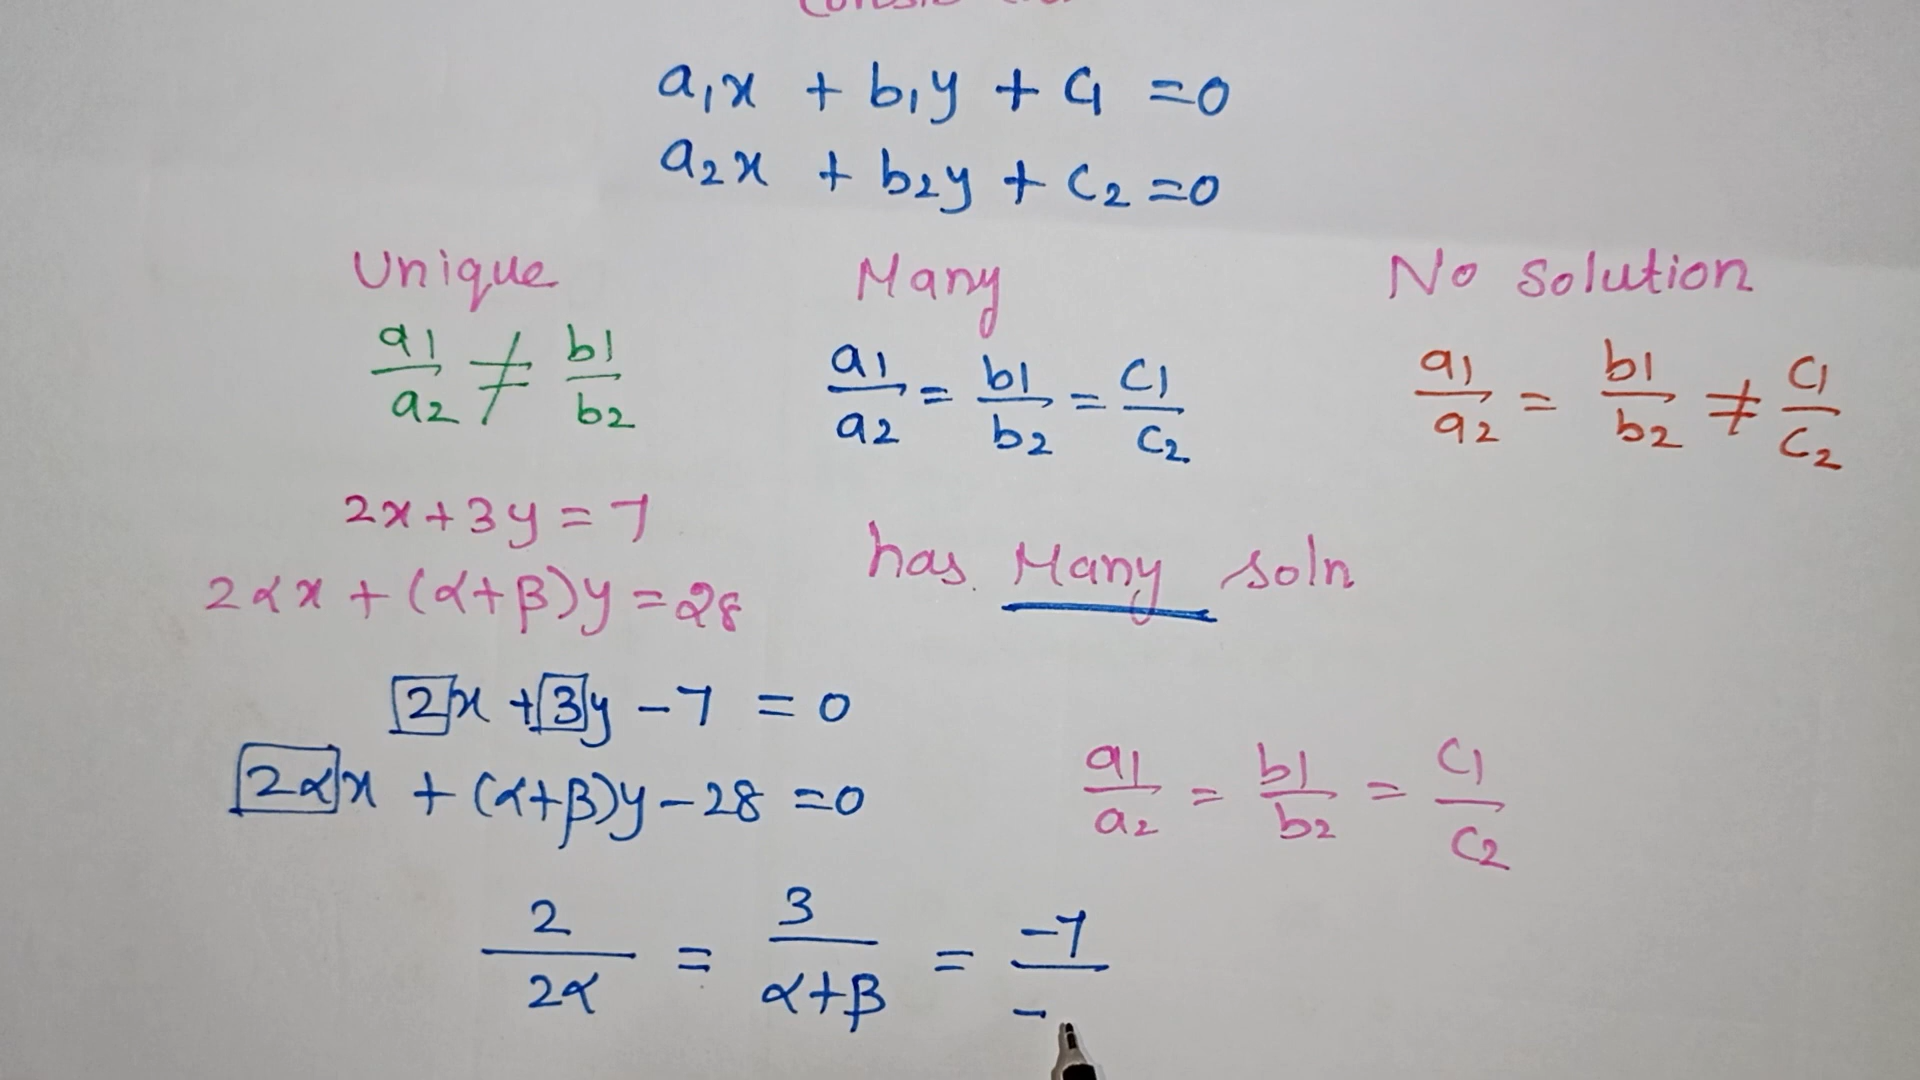 a₁x + b₁y + c₁ = 0
a₂x + b₂y + c₂ = 0
Unique Many No solution
a1/a2 ≠ b1/b2 a1/a2 = b1/b2 = c1/c2 a1/a2 = b1/b2 ≠ c1/c2
2x + 3y = 7
has Many soln
2αx + (α+β)y = 28
2x + 3y - 7 = 0
2αx + (α+β)y - 28 = 0
a1/a2 = b1/b2 = c1/c2
2/2α = 3/α+β = -7/-